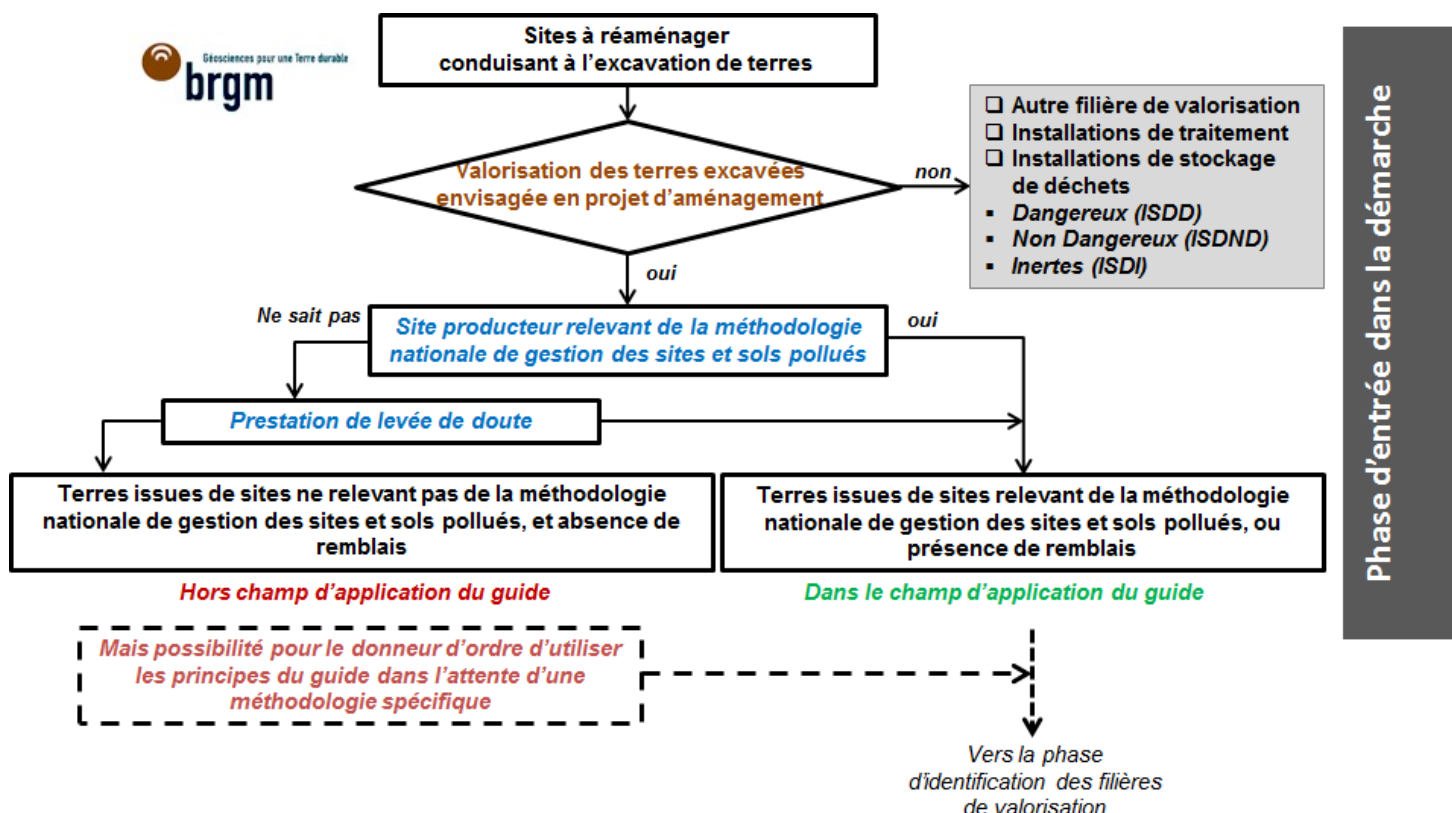 Géosciences pour une Terre durable
brgm
Sites à réaménager
conduisant à l'excavation de terres
❑ Autre filière de valorisation
❑ Installations de traitement
❑ Installations de stockage
de déchets
▪ Dangereux (ISDD)
▪ Non Dangereux (ISDND)
▪ Inertes (ISDI)
Valorisation des terres excavées
envisagée en projet d'aménagement
non
oui
Ne sait pas
Site producteur relevant de la méthodologie
nationale de gestion des sites et sols pollués
oui
Prestation de levée de doute
Terres issues de sites ne relevant pas de la méthodologie
nationale de gestion des sites et sols pollués, et absence de
remblais
Terres issues de sites relevant de la méthodologie
nationale de gestion des sites et sols pollués, ou
présence de remblais
Hors champ d'application du guide
Dans le champ d'application du guide
Mais possibilité pour le donneur d'ordre d'utiliser
les principes du guide dans l'attente d'une
méthodologie spécifique
Vers la phase
d'identification des filières
de valorisation
Phase d'entrée dans la démarche